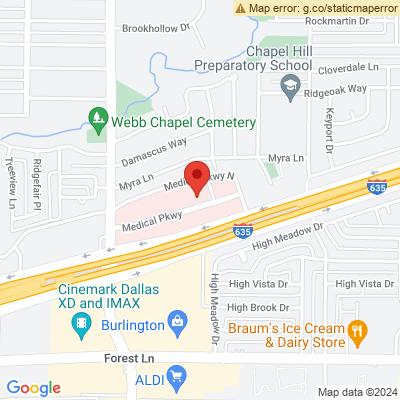 Map error: g.co/staticmaperror
Brookhollow Dr
Rockmartin Dr
Chapel Hill
Preparatory School
Cloverdale Ln
Ridgeoak Way
Webb Chapel Cemetery
Keyport Dr
Damascus Way
Treeview Ln
Ridgefair Pl
Myra Ln
Myra Ln
Medical Pkwy N
635
Medical Pkwy
635
High Meadow Dr
Cinemark Dallas
XD and IMAX
High Meadow Dr
High Vista Dr
High Vista Dr
High Brook Dr
Burlington
Braum's Ice Cream
& Dairy Store
Forest Ln
ALDI
Google
Map data ©2024